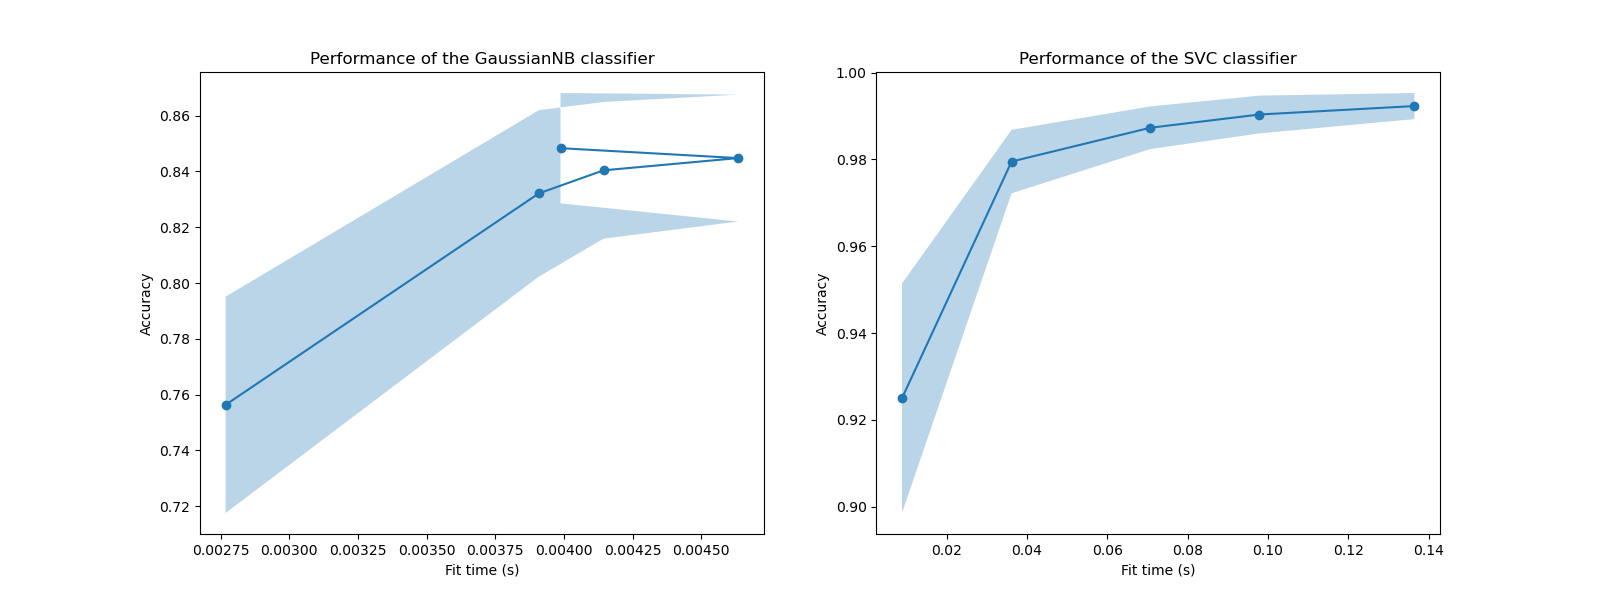 Performance of the GaussianNB classifier
0.86
0.84
0.82
0.80
0.78
0.76
0.74
0.72
Accuracy
0.00275 0.00300 0.00325 0.00350 0.00375 0.00400 0.00425 0.00450
Fit time (s)
Performance of the SVC classifier
1.00
0.98
0.96
0.94
0.92
0.90
Accuracy
0.02 0.04 0.06 0.08 0.10 0.12 0.14
Fit time (s)